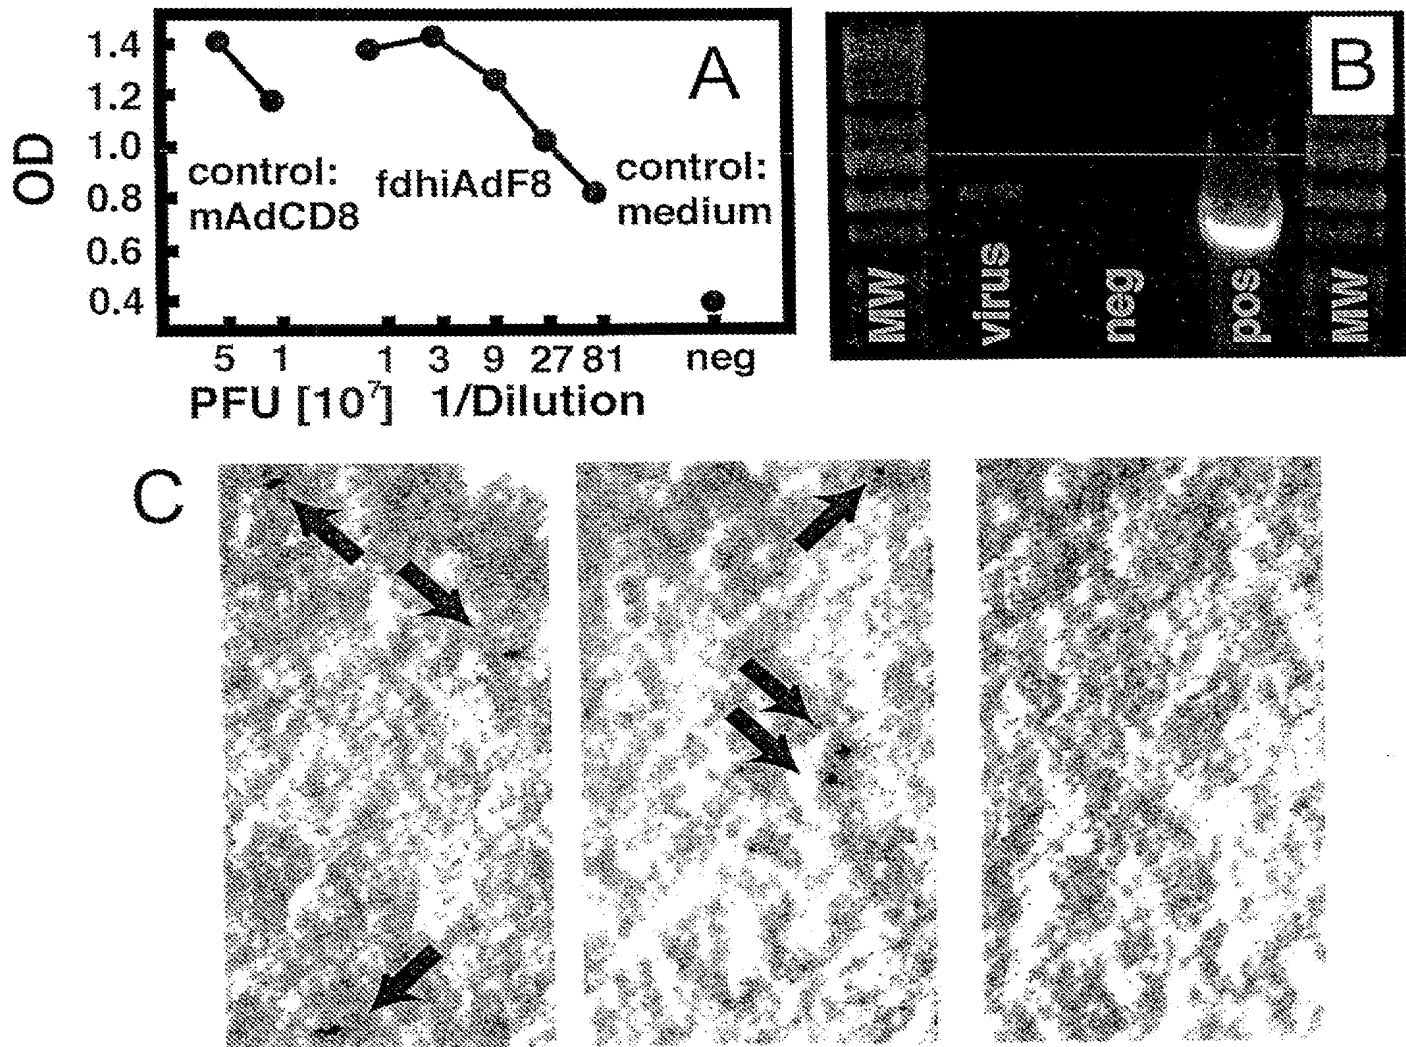 A
1.4
1.2
1.0
0.8
0.6
0.4
OD
control:
mAdCD8
fdhiAdF8
control:
medium
5 1 1 3 9 27 81 neg
PFU [10⁷] 1/Dilution
B
MW virus neg pos MW
C